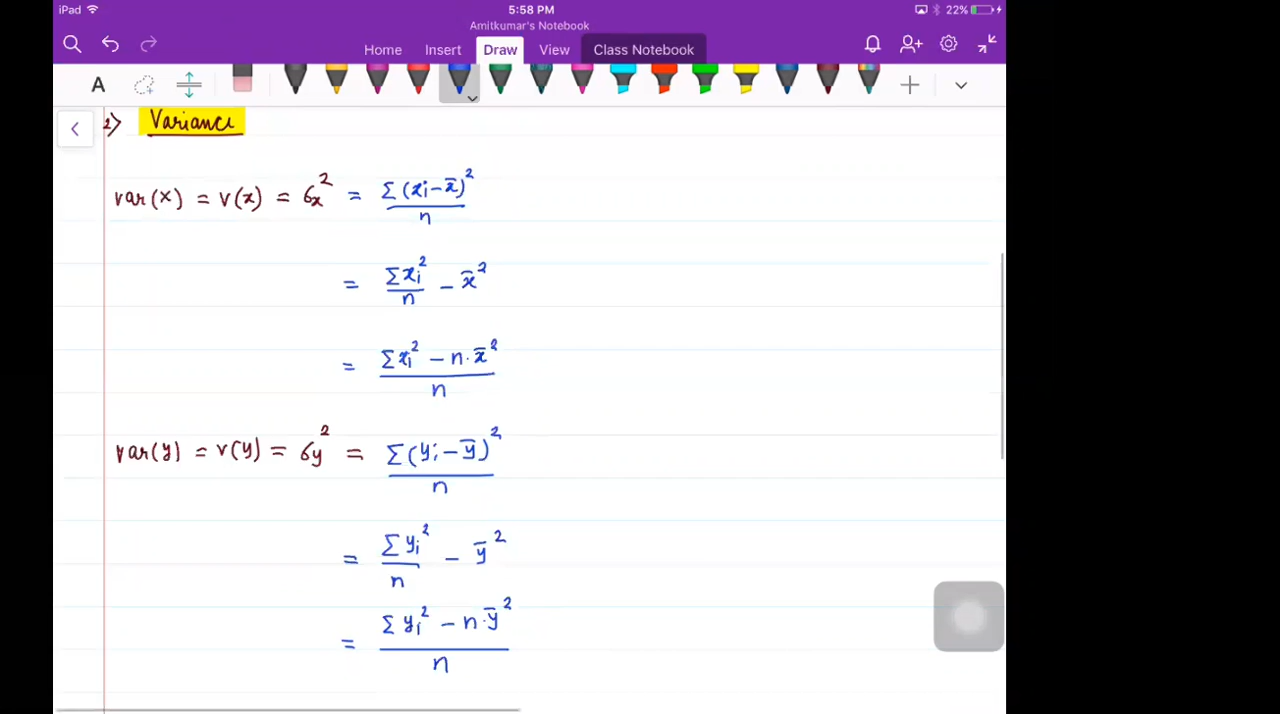 iPad 5:58 PM 22%
Amitkumar's Notebook
Home Insert Draw View Class Notebook
A
2) Variance
var(x) = v(x) = σx² = Σ(xi - x̄)² / n
= Σxi² / n - x̄²
= Σxi² - n·x̄² / n
var(y) = v(y) = σy² = Σ(yi - ȳ)² / n
= Σyi² / n - ȳ²
= Σyi² - n·ȳ² / n